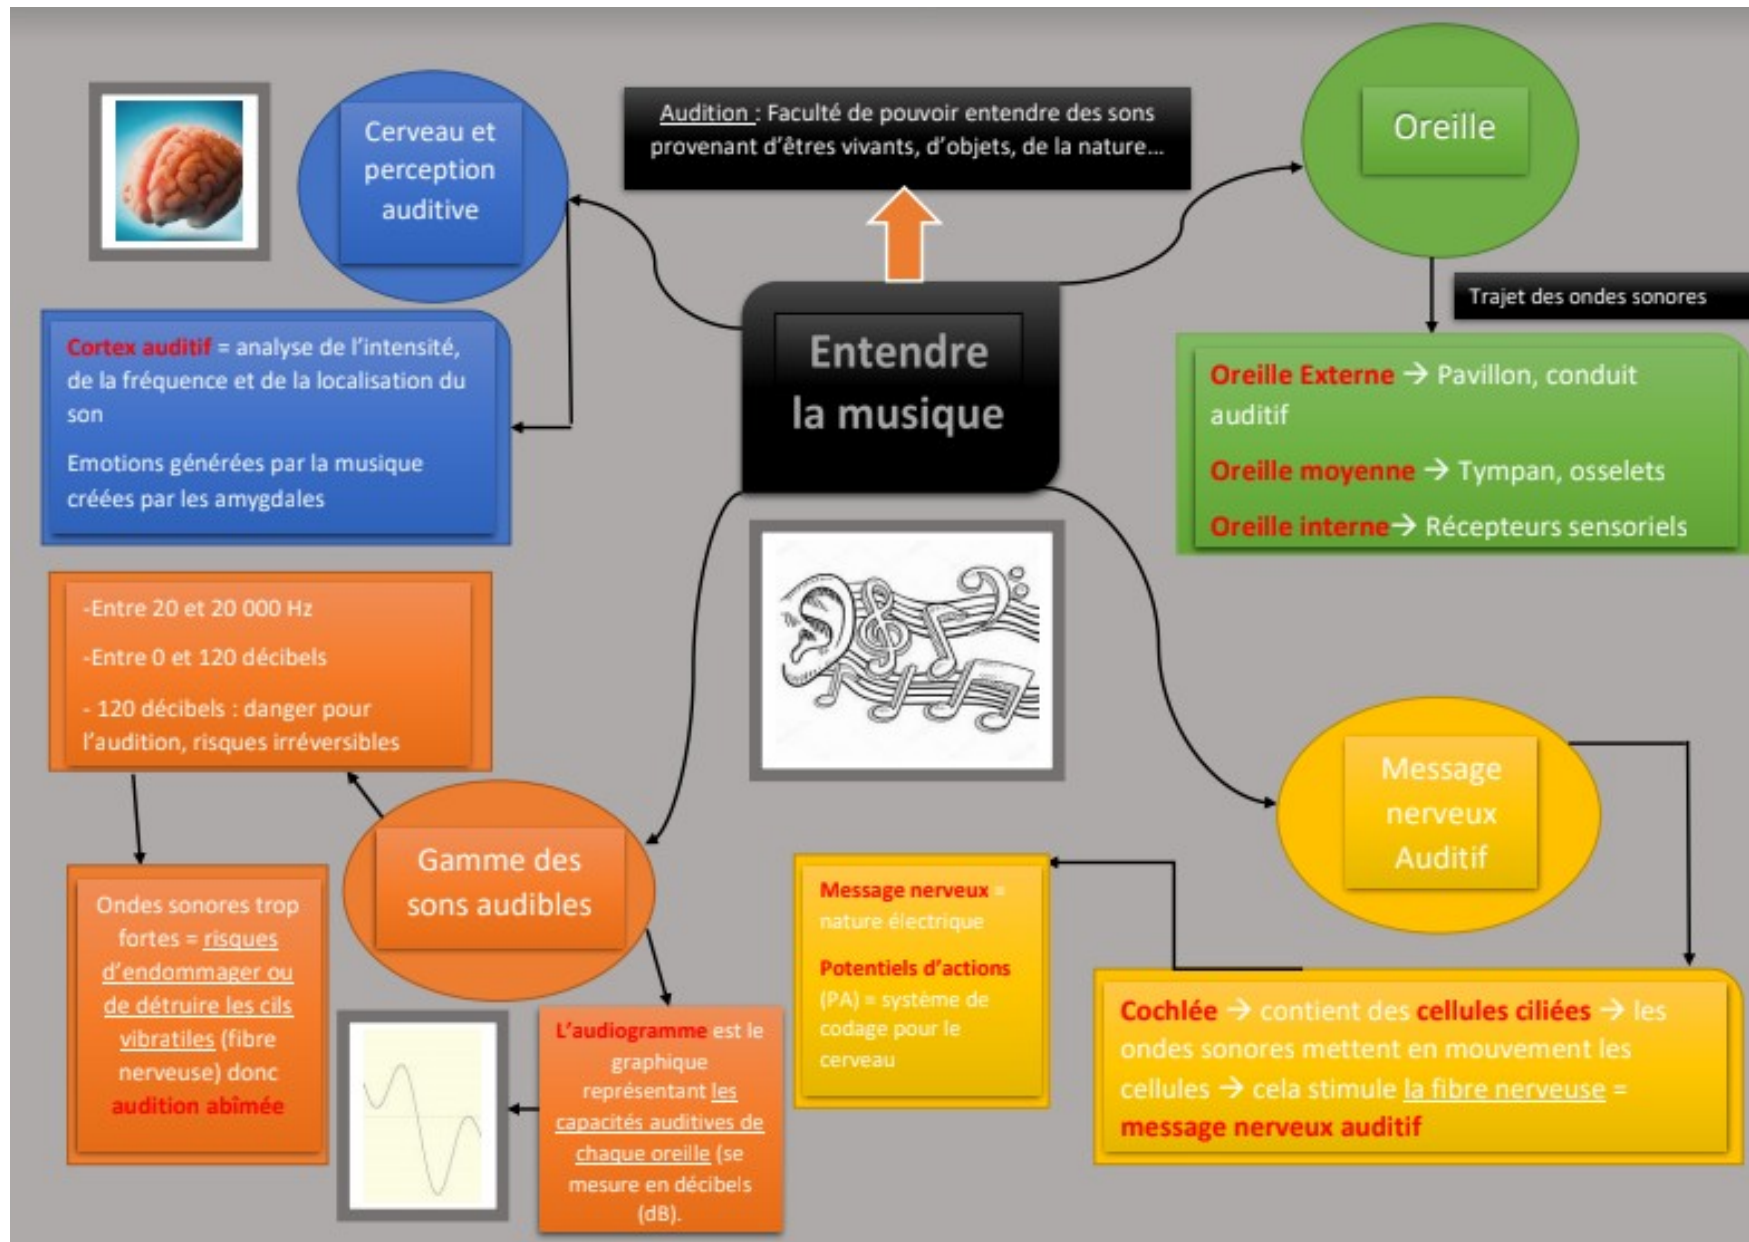 Cerveau et
perception
auditive
Audition : Faculté de pouvoir entendre des sons
provenant d'êtres vivants, d'objets, de la nature...
Oreille
Trajet des ondes sonores
Entendre
la musique
Cortex auditif = analyse de l'intensité,
de la fréquence et de la localisation du
son
Emotions générées par la musique
créées par les amygdales
Oreille Externe → Pavillon, conduit
auditif
Oreille moyenne → Tympan, osselets
Oreille interne→ Récepteurs sensoriels
-Entre 20 et 20 000 Hz
-Entre 0 et 120 décibels
- 120 décibels : danger pour
l'audition, risques irréversibles
Gamme des
sons audibles
Message
nerveux
Auditif
Ondes sonores trop
fortes = risques
d'endommager ou
de détruire les cils
vibratiles (fibre
nerveuse) donc
audition abîmée
L'audiogramme est le
graphique
représentant les
capacités auditives de
chaque oreille (se
mesure en décibels
(dB).
Message nerveux =
nature électrique
Potentiels d'actions
(PA) = système de
codage pour le
cerveau
Cochlée → contient des cellules ciliées → les
ondes sonores mettent en mouvement les
cellules → cela stimule la fibre nerveuse =
message nerveux auditif